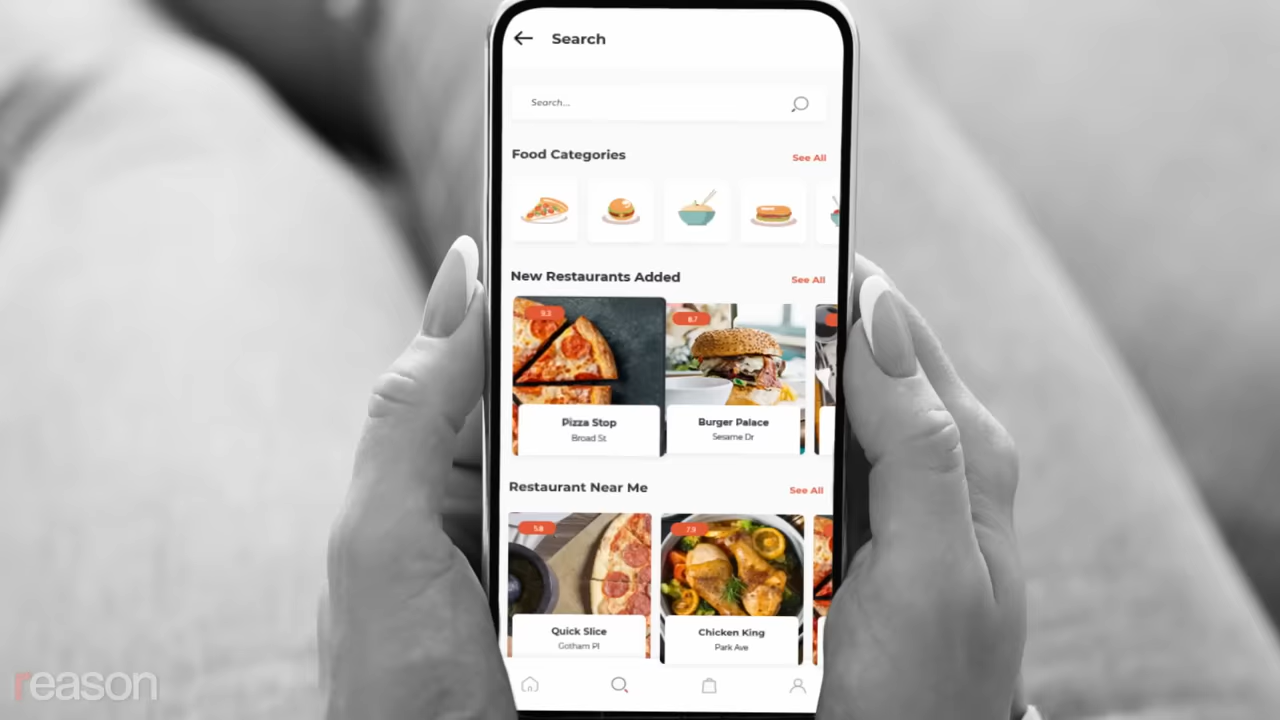 Search
Search...
Food Categories
See All
New Restaurants Added
See All
9.3
8.7
Pizza Stop
Broad St
Burger Palace
Sesame Dr
Restaurant Near Me
See All
5.8
7.9
Quick Slice
Gotham Pl
Chicken King
Park Ave
reason